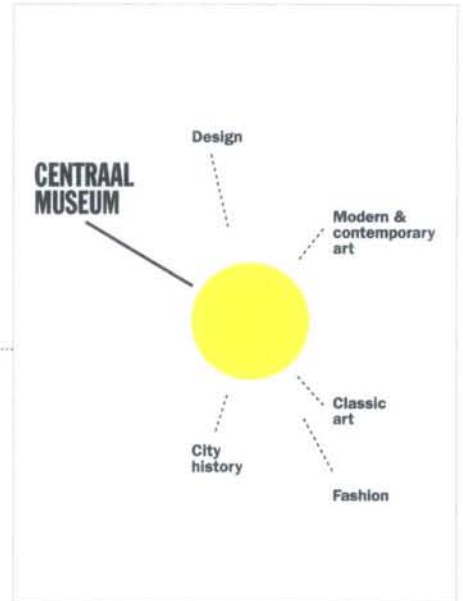 Design
CENTRAAL
MUSEUM
Modern &
contemporary
art
Classic
art
City
history
Fashion